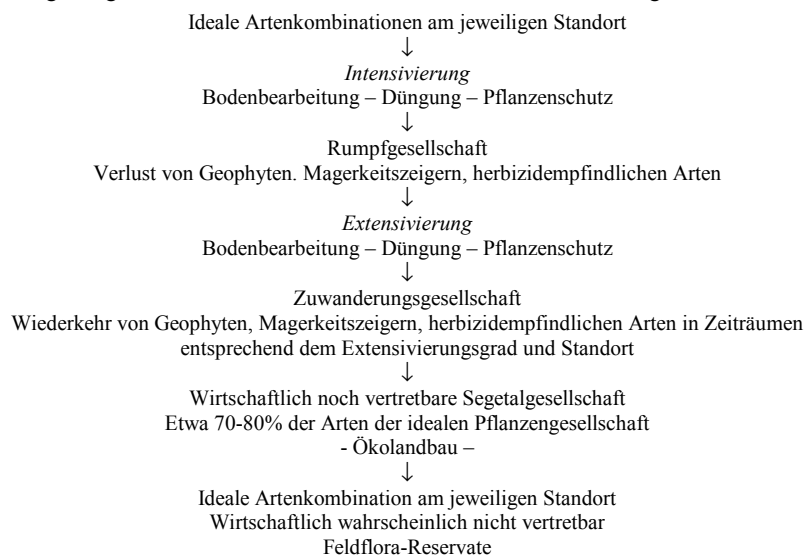 Ideale Artenkombinationen am jeweiligen Standort
↓
Intensivierung
Bodenbearbeitung – Düngung – Pflanzenschutz
↓
Rumpfgesellschaft
Verlust von Geophyten. Magerkeitszeigern, herbizidempfindlichen Arten
↓
Extensivierung
Bodenbearbeitung – Düngung – Pflanzenschutz
↓
Zuwanderungsgesellschaft
Wiederkehr von Geophyten, Magerkeitszeigern, herbizidempfindlichen Arten in Zeiträumen
entsprechend dem Extensivierungsgrad und Standort
↓
Wirtschaftlich noch vertretbare Segetalgesellschaft
Etwa 70-80% der Arten der idealen Pflanzengesellschaft
- Ökolandbau –
↓
Ideale Artenkombination am jeweiligen Standort
Wirtschaftlich wahrscheinlich nicht vertretbar
Feldflora-Reservate